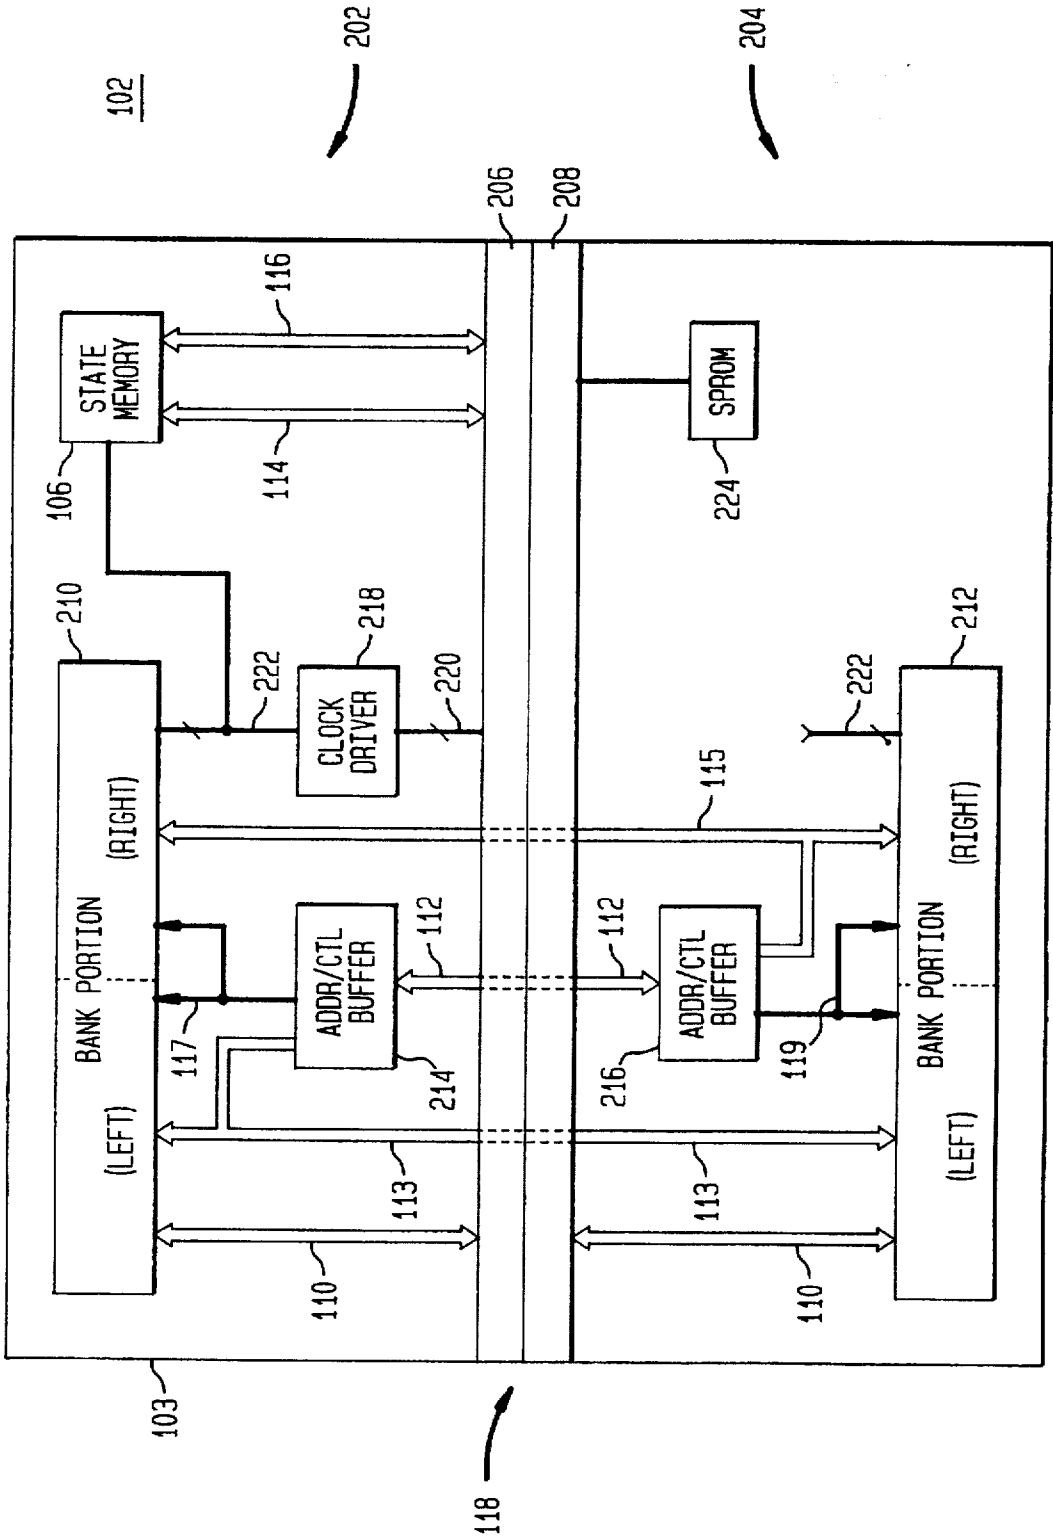 102
202
204
118
103
206
208
210
BANK PORTION
(LEFT)
(RIGHT)
106
STATE
MEMORY
117
222
114
116
ADDR/CTL
BUFFER
214
CLOCK
DRIVER
218
220
110
113
112
110
113
112
115
216
ADDR/CTL
BUFFER
119
222
SPROM
224
212
BANK PORTION
(LEFT)
(RIGHT)